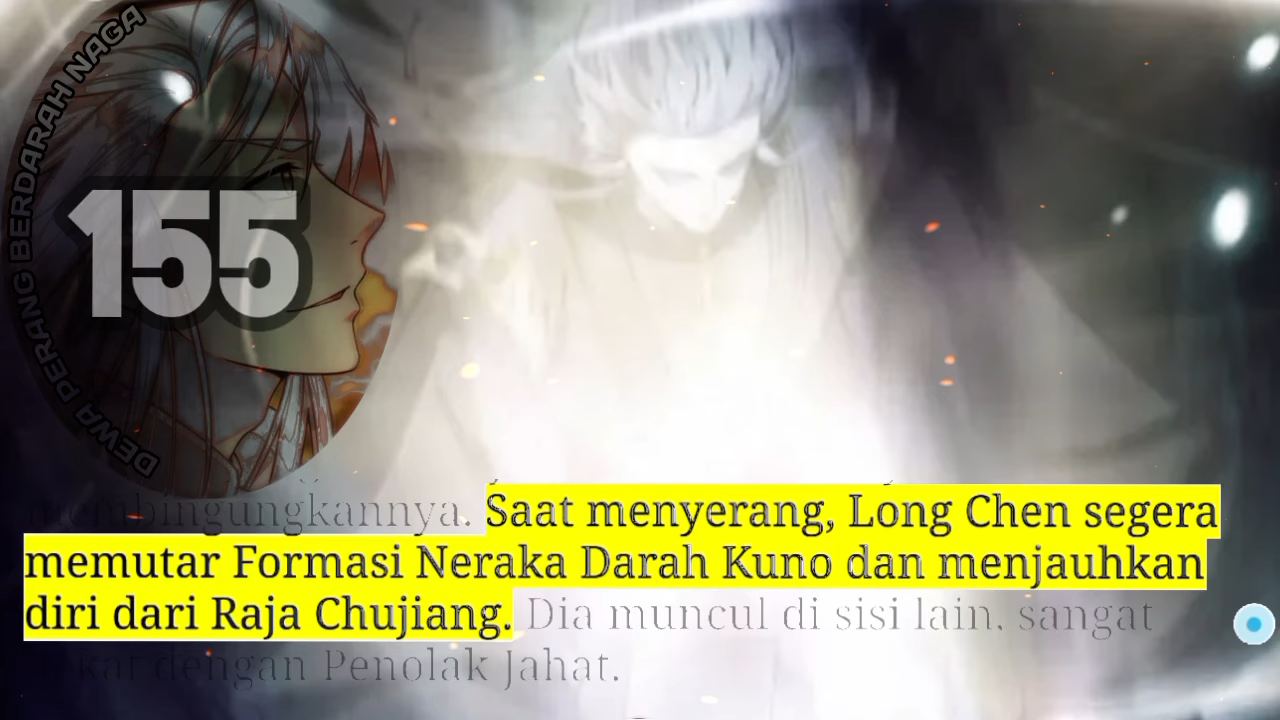 DEWA PERANG BERDARAH NAGA
155
membingungkannya. Saat menyerang, Long Chen segera
memutar Formasi Neraka Darah Kuno dan menjauhkan
diri dari Raja Chujiang. Dia muncul di sisi lain, sangat
dengan Penolak Jahat.